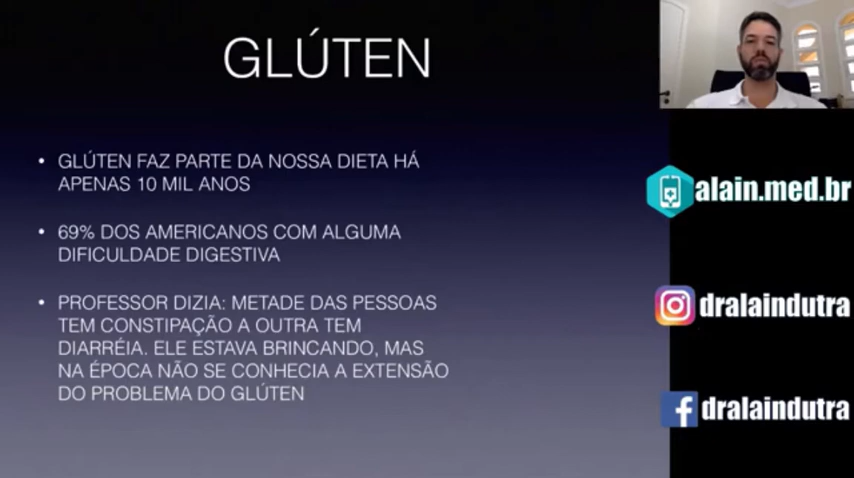 GLÚTEN
• GLÚTEN FAZ PARTE DA NOSSA DIETA HÁ
APENAS 10 MIL ANOS
• 69% DOS AMERICANOS COM ALGUMA
DIFICULDADE DIGESTIVA
• PROFESSOR DIZIA: METADE DAS PESSOAS
TEM CONSTIPAÇÃO A OUTRA TEM
DIARRÉIA. ELE ESTAVA BRINCANDO, MAS
NA ÉPOCA NÃO SE CONHECIA A EXTENSÃO
DO PROBLEMA DO GLÚTEN
alain.med.br
dralaindutra
dralaindutra